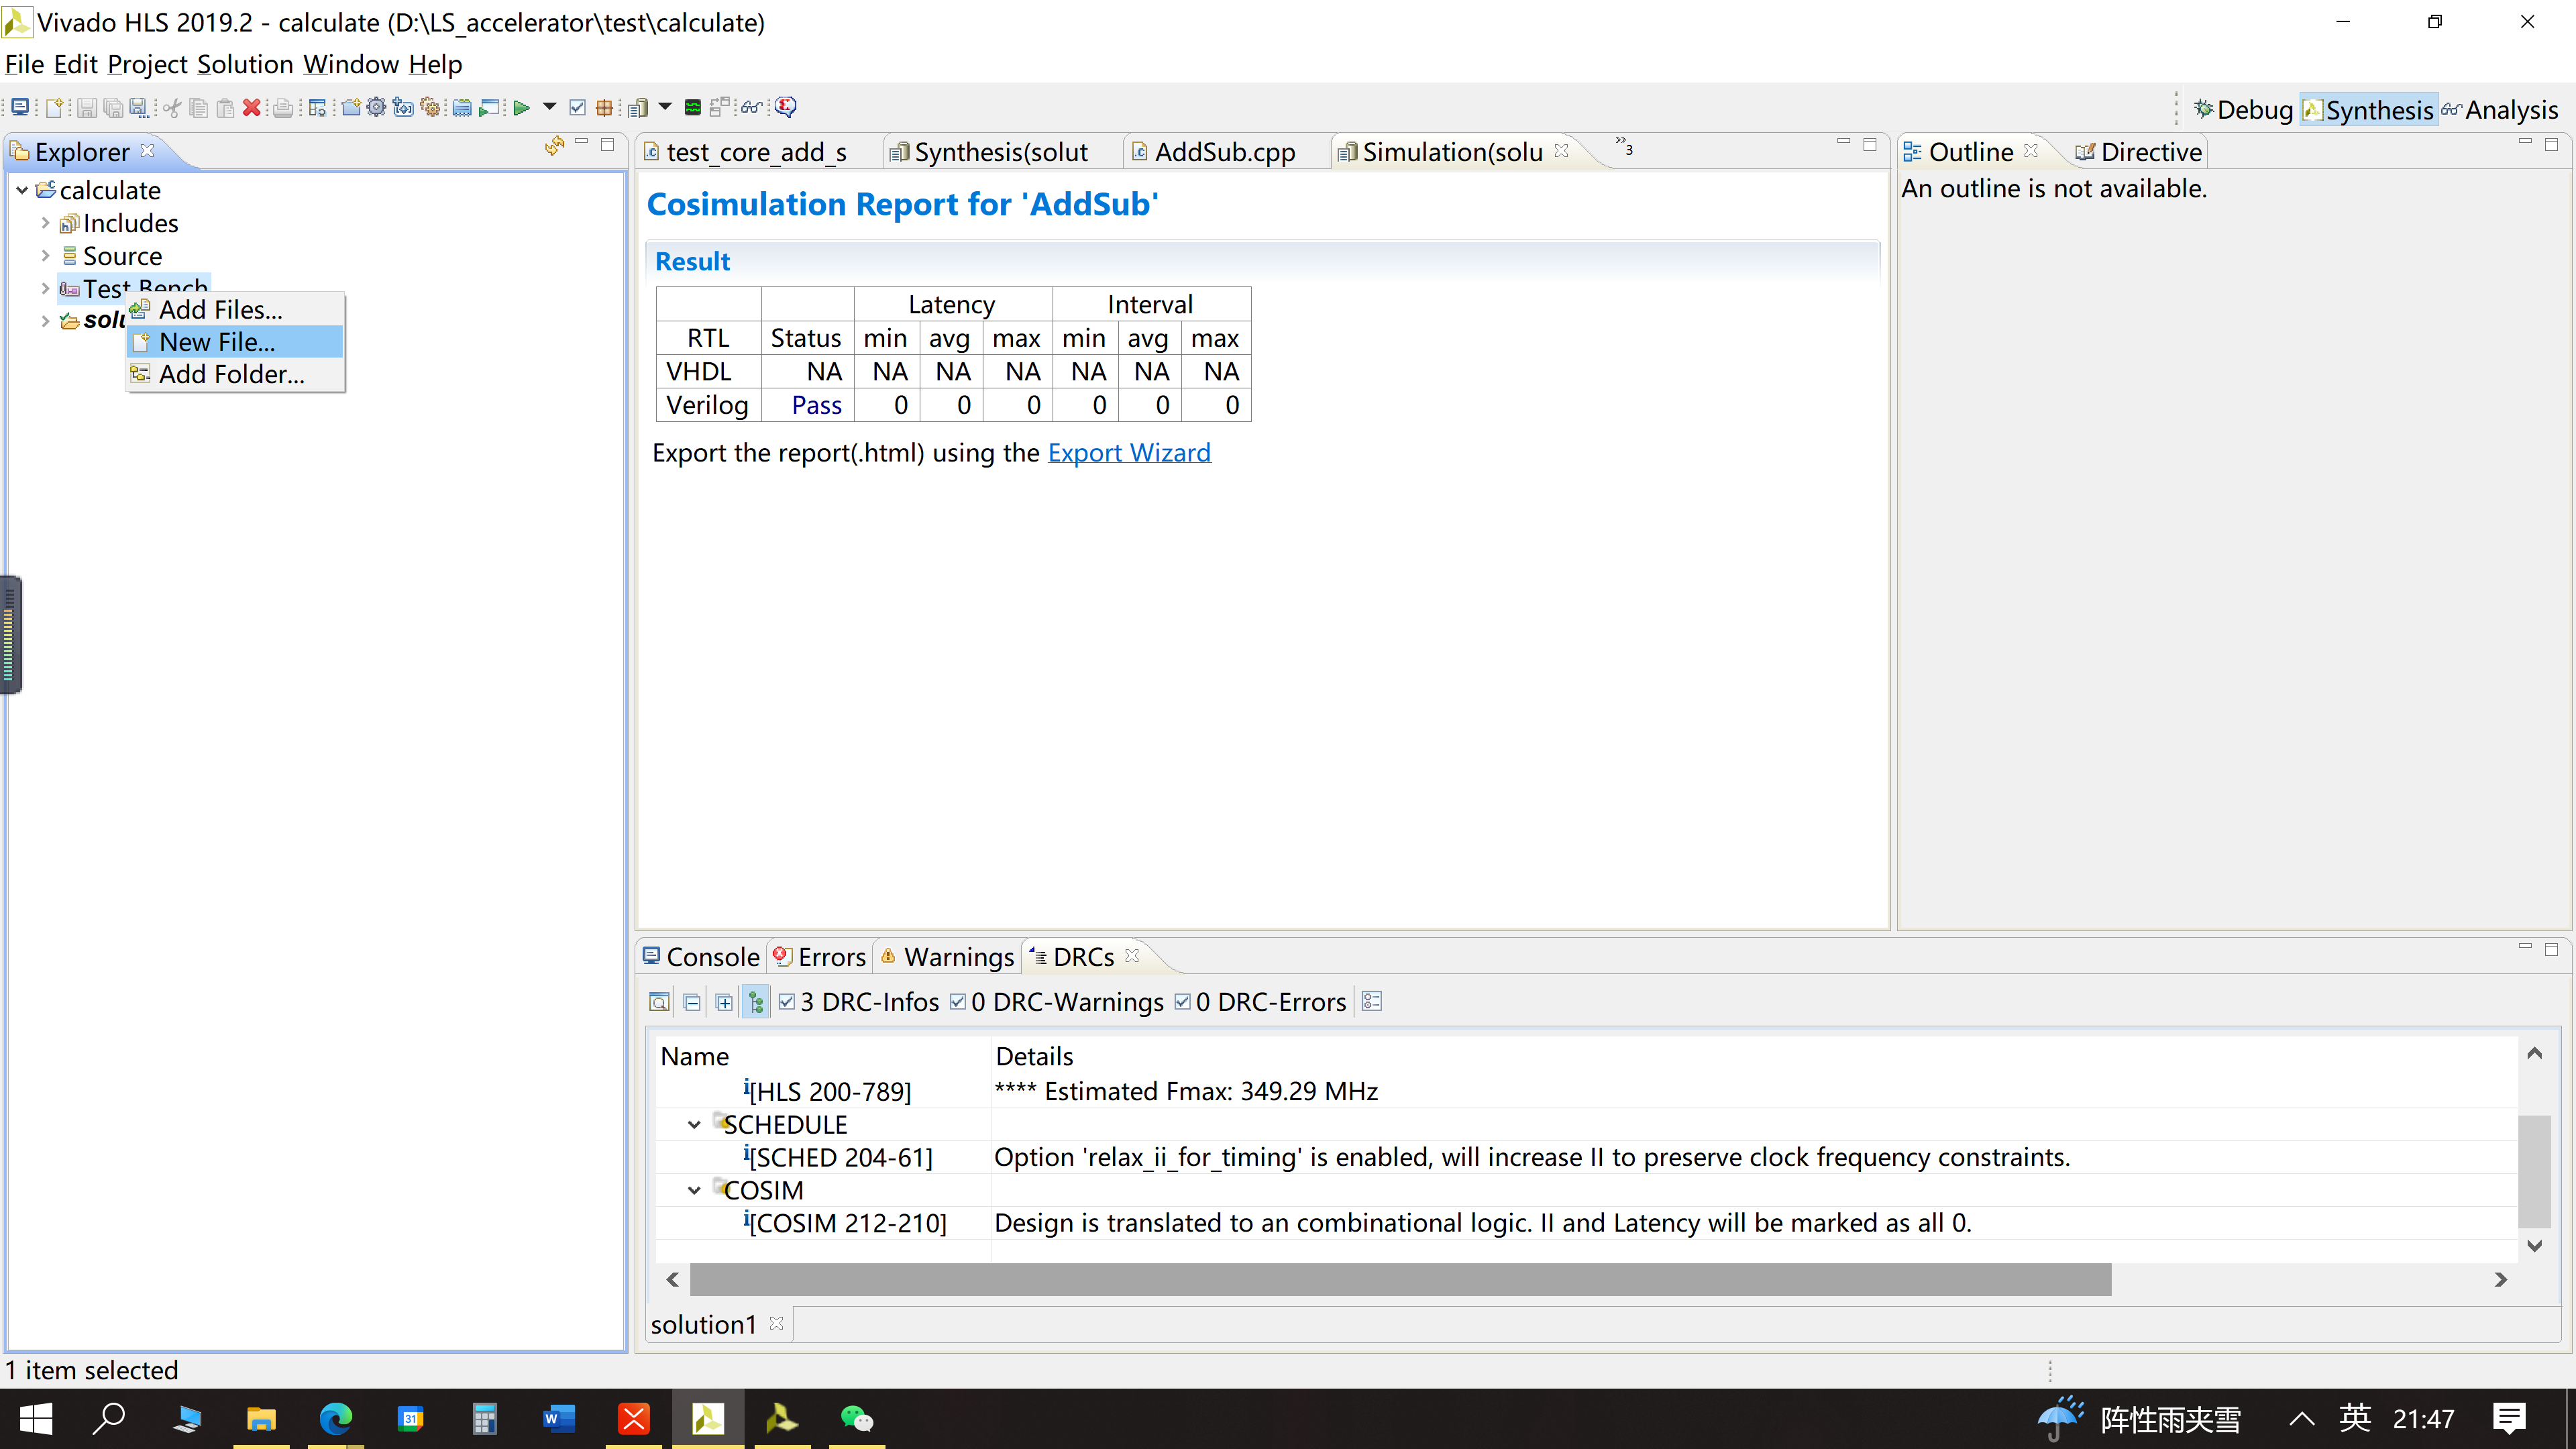 Vivado HLS 2019.2 - calculate (D:\LS_accelerator\test\calculate)
File Edit Project Solution Window Help
Debug Synthesis Analysis
Explorer
test_core_add_s Synthesis(solut AddSub.cpp Simulation(solu »3
Outline Directive
calculate
Includes
Source
Test Bench
solu
Add Files...
New File...
Add Folder...
Cosimulation Report for 'AddSub'
Result
Latency Interval
RTL Status min avg max min avg max
VHDL NA NA NA NA NA NA NA
Verilog Pass 0 0 0 0 0 0
Export the report(.html) using the Export Wizard
An outline is not available.
Console Errors Warnings DRCs
3 DRC-Infos 0 DRC-Warnings 0 DRC-Errors
Name Details
[HLS 200-789] **** Estimated Fmax: 349.29 MHz
SCHEDULE
[SCHED 204-61] Option 'relax_ii_for_timing' is enabled, will increase II to preserve clock frequency constraints.
COSIM
[COSIM 212-210] Design is translated to an combinational logic. II and Latency will be marked as all 0.
solution1
1 item selected
31
W
阵性雨夹雪
英
21:47